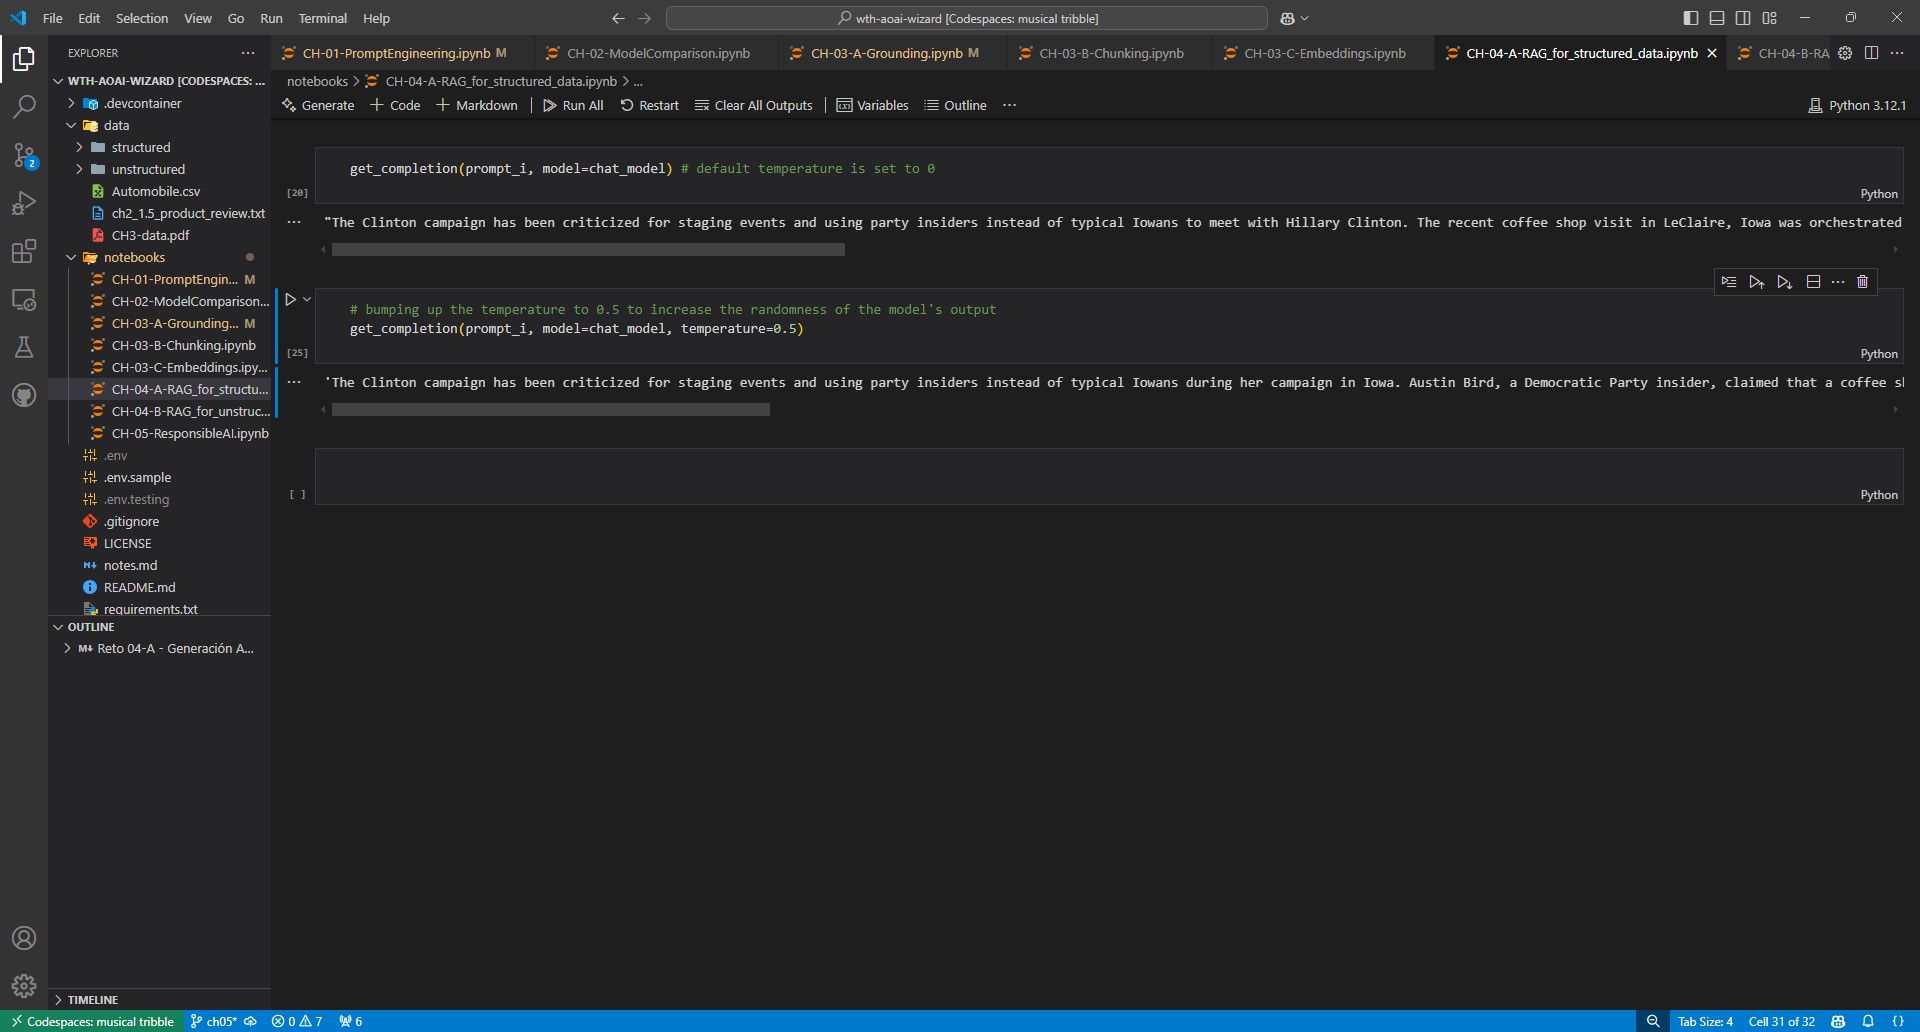 File Edit Selection View Go Run Terminal Help
wth-aoai-wizard [Codespaces: musical tribble]
EXPLORER
CH-01-PromptEngineering.ipynb M
CH-02-ModelComparison.ipynb
CH-03-A-Grounding.ipynb M
CH-03-B-Chunking.ipynb
CH-03-C-Embeddings.ipynb
CH-04-A-RAG_for_structured_data.ipynb
CH-04-B-RA
notebooks > CH-04-A-RAG_for_structured_data.ipynb > ...
Generate + Code + Markdown Run All Restart Clear All Outputs Variables Outline ...
Python 3.12.1
WTH-AOAI-WIZARD [CODESPACES: ...
.devcontainer
data
structured
unstructured
Automobile.csv
ch2_1.5_product_review.txt
CH3-data.pdf
notebooks
CH-01-PromptEngin... M
CH-02-ModelComparison...
CH-03-A-Grounding... M
CH-03-B-Chunking.ipynb
CH-03-C-Embeddings.ipy...
CH-04-A-RAG_for_structu...
CH-04-B-RAG_for_unstruc...
CH-05-ResponsibleAI.ipynb
.env
.env.sample
.env.testing
.gitignore
LICENSE
notes.md
README.md
requirements.txt
OUTLINE
M↓ Reto 04-A - Generación A...
TIMELINE
2
get_completion(prompt_i, model=chat_model) # default temperature is set to 0
[20]
Python
... "The Clinton campaign has been criticized for staging events and using party insiders instead of typical Iowans to meet with Hillary Clinton. The recent coffee shop visit in LeClaire, Iowa was orchestrated
# bumping up the temperature to 0.5 to increase the randomness of the model's output
get_completion(prompt_i, model=chat_model, temperature=0.5)
[25]
Python
... 'The Clinton campaign has been criticized for staging events and using party insiders instead of typical Iowans during her campaign in Iowa. Austin Bird, a Democratic Party insider, claimed that a coffee sh
[ ]
Python
Codespaces: musical tribble ch05* 0 7 6
Tab Size: 4 Cell 31 of 32